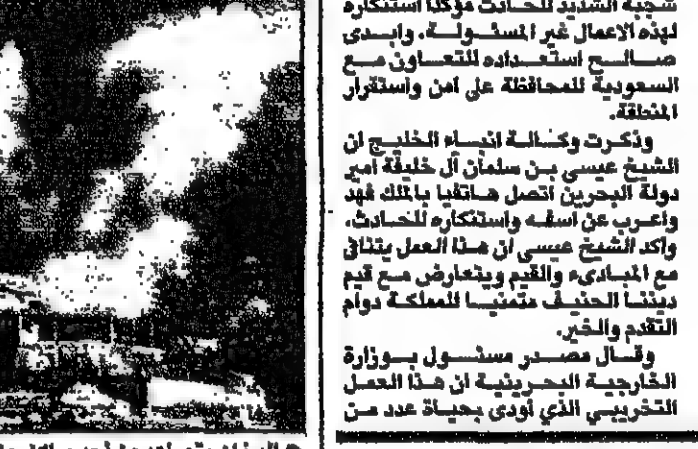 شجبه الشديد للحادث مؤكدا استنكاره
لهذه الاعمال غير المسئولة، وابدى
صالح استعداده للتعاون مع
السعودية للمحافظة على امن واستقرار
المنطقة.
وذكرت وكالة انباء الخليج ان
الشيخ عيسى بن سلمان آل خليفة امير
دولة البحرين اتصل هاتفيا بالملك فهد
واعرب عن اسفه واستنكاره للحادث،
واكد الشيخ عيسى ان هذا العمل يتنافى
مع المبادىء والقيم ويتعارض مع قيم
ديننا الحنيف متمنيا للمملكة دوام
التقدم والخير.
وقال مصدر مسئول بوزارة
الخارجية البحرينية ان هذا العمل
التخريبي الذي اودى بحياة عدد من